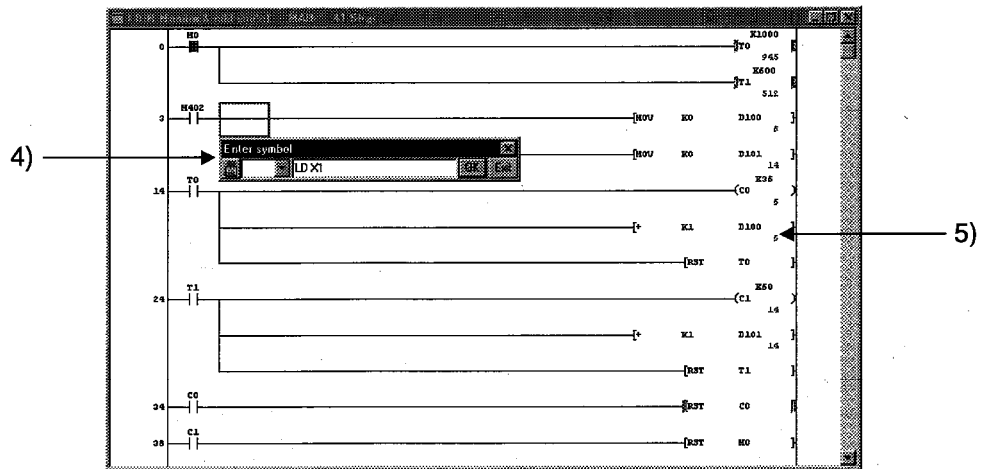 M0 K1000
0 T0
945
K600
T1
512
M402
3 MOV K0 D100
5
4) Enter symbol
MOV K0 D101
LD X1 OK Exit
14
T0 K35
14 C0
5
+ K1 D100
5 5)
RST T0
T1 K50
24 C1
14
+ K1 D101
14
RST T1
C0
34 RST C0
C1
38 RST M0